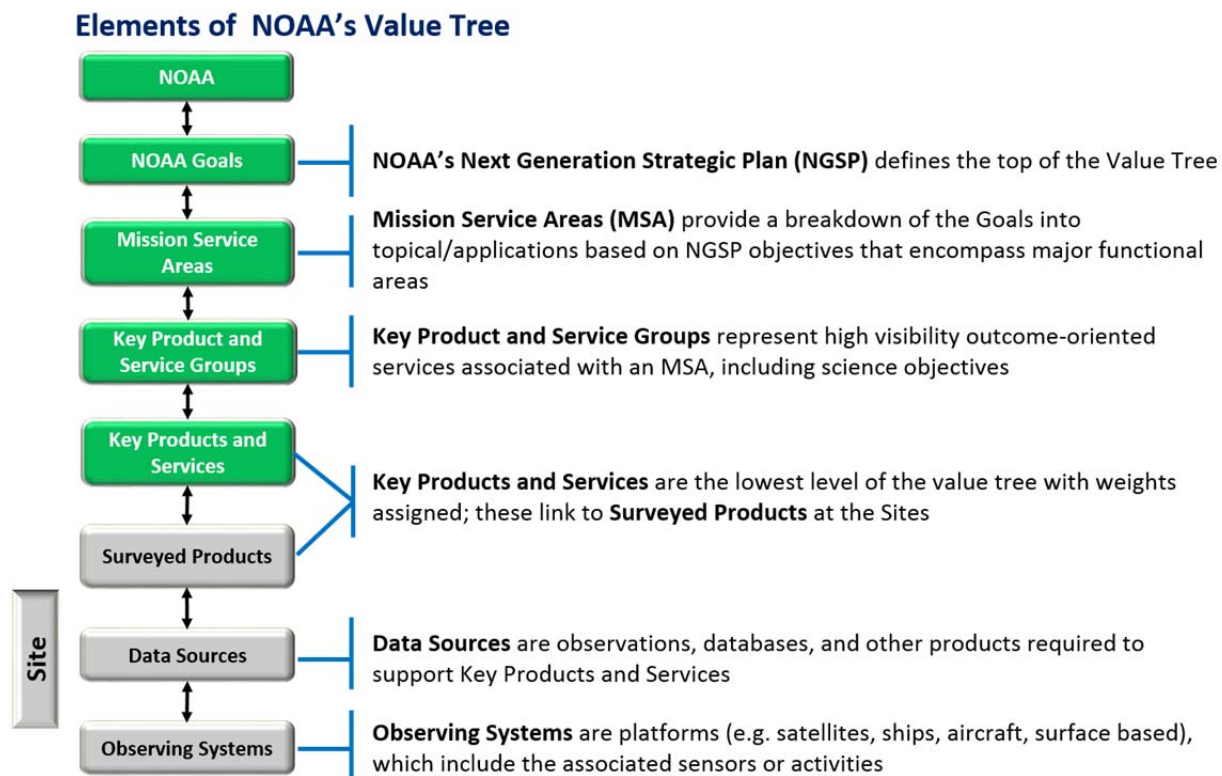 Elements of NOAA's Value Tree
NOAA
NOAA Goals
NOAA's Next Generation Strategic Plan (NGSP) defines the top of the Value Tree
Mission Service
Areas
Mission Service Areas (MSA) provide a breakdown of the Goals into
topical/applications based on NGSP objectives that encompass major functional
areas
Key Product and
Service Groups
Key Product and Service Groups represent high visibility outcome-oriented
services associated with an MSA, including science objectives
Key Products and
Services
Surveyed Products
Key Products and Services are the lowest level of the value tree with weights
assigned; these link to Surveyed Products at the Sites
Site
Data Sources
Data Sources are observations, databases, and other products required to
support Key Products and Services
Observing Systems
Observing Systems are platforms (e.g. satellites, ships, aircraft, surface based),
which include the associated sensors or activities